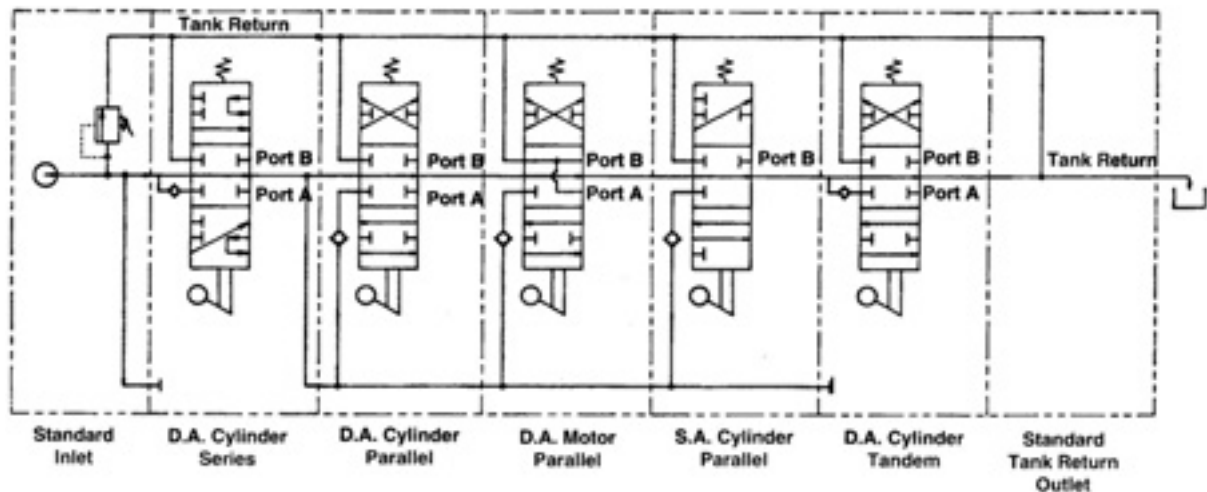 Tank Return
Port B
Port A
Port B
Port A
Port B
Port A
Port B
Port B
Port A
Tank Return
Standard
Inlet
D.A. Cylinder
Series
D.A. Cylinder
Parallel
D.A. Motor
Parallel
S.A. Cylinder
Parallel
D.A. Cylinder
Tandem
Standard
Tank Return
Outlet